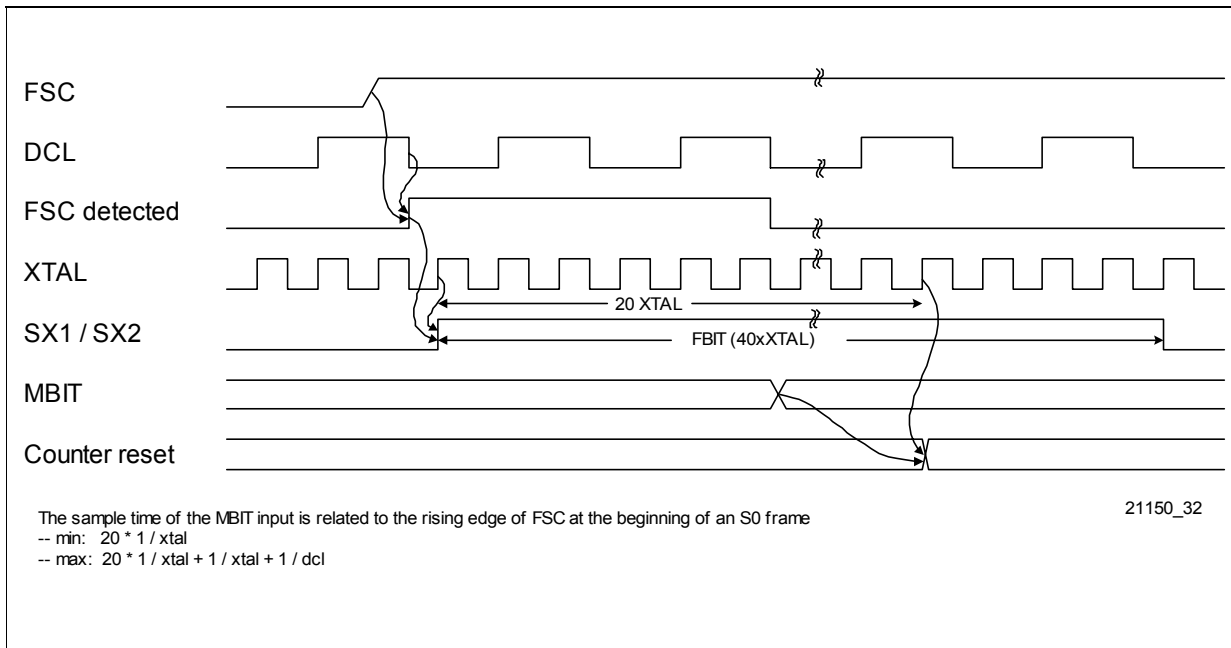 FSC
DCL
FSC detected
XTAL
20 XTAL
SX1 / SX2
FBIT (40xXTAL)
MBIT
Counter reset
The sample time of the MBIT input is related to the rising edge of FSC at the beginning of an S0 frame
21150_32
-- min: 20 * 1 / xtal
-- max: 20 * 1 / xtal + 1 / xtal + 1 / dcl